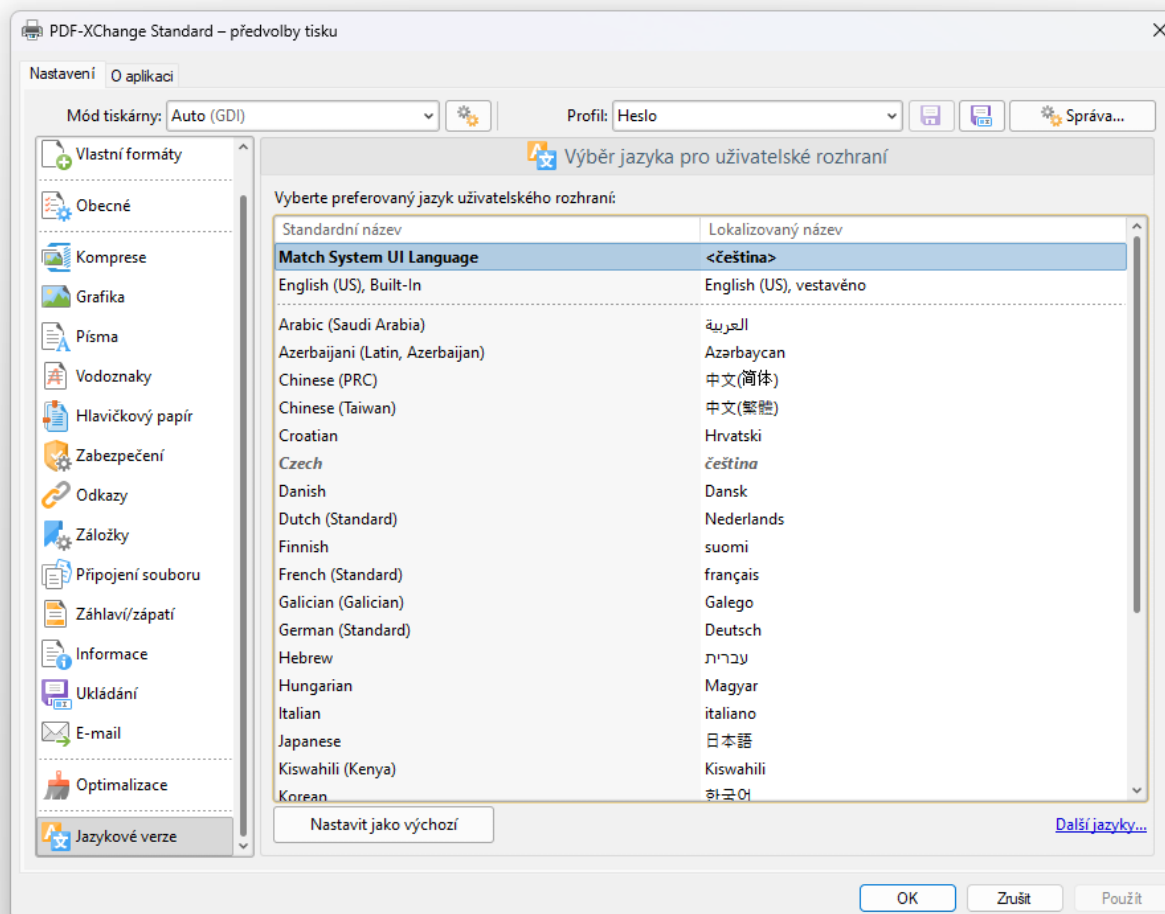 PDF-XChange Standard – předvolby tisku
Nastavení O aplikaci
Mód tiskárny: Auto (GDI) Profil: Heslo Správa...
Vlastní formáty
Obecné
Komprese
Grafika
Písma
Vodoznaky
Hlavičkový papír
Zabezpečení
Odkazy
Záložky
Připojení souboru
Záhlaví/zápatí
Informace
Ukládání
E-mail
Optimalizace
Jazykové verze
Výběr jazyka pro uživatelské rozhraní
Vyberte preferovaný jazyk uživatelského rozhraní:
Standardní název Lokalizovaný název
Match System UI Language <čeština>
English (US), Built-In English (US), vestavěno
Arabic (Saudi Arabia) العربية
Azerbaijani (Latin, Azerbaijan) Azərbaycan
Chinese (PRC) 中文(简体)
Chinese (Taiwan) 中文(繁體)
Croatian Hrvatski
Czech čeština
Danish Dansk
Dutch (Standard) Nederlands
Finnish suomi
French (Standard) français
Galician (Galician) Galego
German (Standard) Deutsch
Hebrew עברית
Hungarian Magyar
Italian italiano
Japanese 日本語
Kiswahili (Kenya) Kiswahili
Korean 한국어
Nastavit jako výchozí Další jazyky...
OK Zrušit Použít